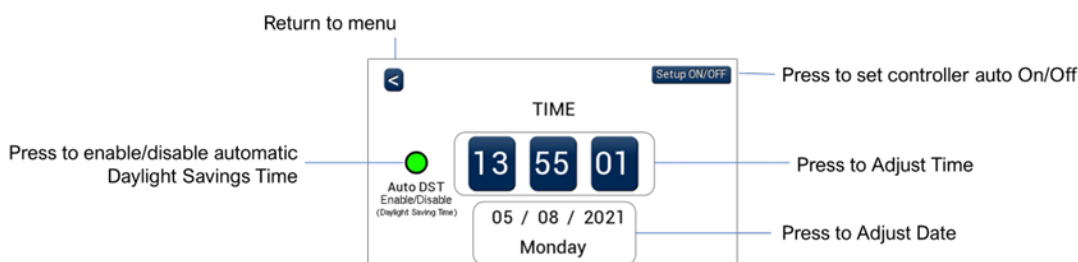 Return to menu
<
Setup ON/OFF
Press to set controller auto On/Off
TIME
Press to enable/disable automatic
Daylight Savings Time
13 55 01
Press to Adjust Time
Auto DST
Enable/Disable
(Daylight Saving Time)
05 / 08 / 2021
Monday
Press to Adjust Date